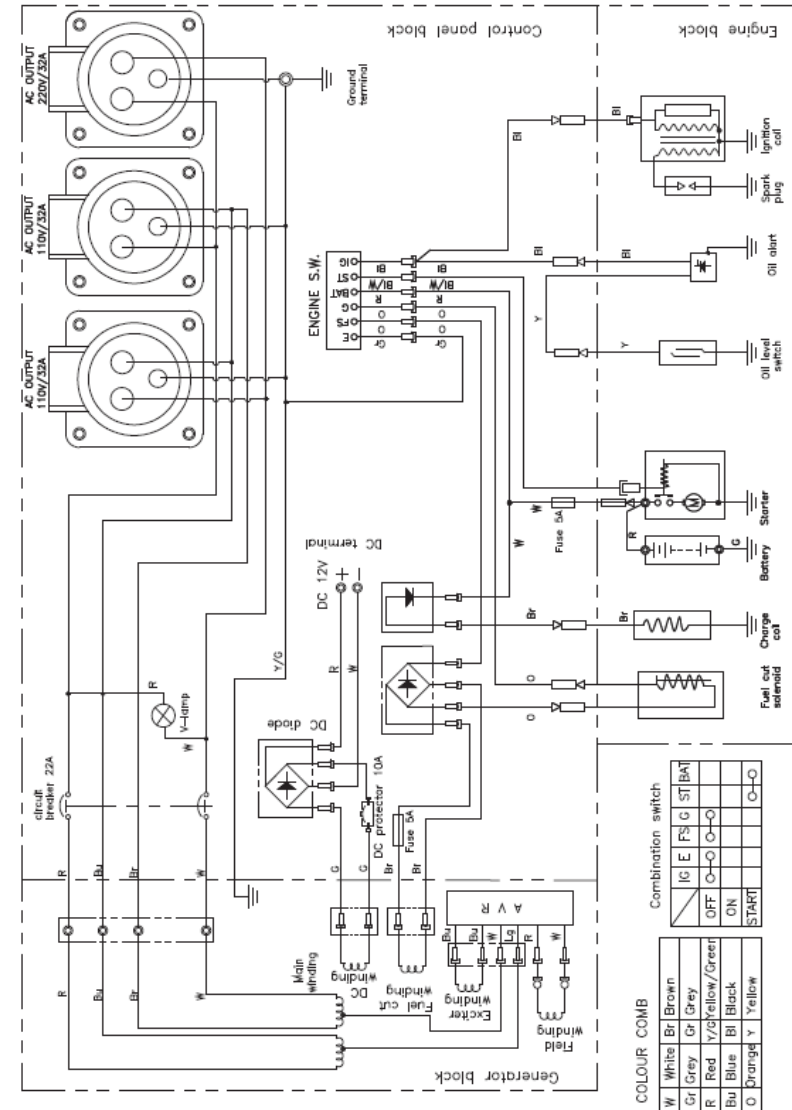 AC OUTPUT
220V/32A
AC OUTPUT
110V/32A
AC OUTPUT
110V/32A
Control panel block
Engine block
Ground
terminal
ENGINE S.W.
IG
ST
BAT
G
FS
E
Bl
Bl/W
R
O
O
Gr
Bl
Bl/W
R
O
O
Gr
Bl
Bl
Ignition
coil
Spark
plug
Bl
Bl
Oil alart
Y
Y
Oil level
switch
Starter
M
R
Battery
G
W
Fuse 5A
W
Br
Br
Charge
coil
O
O
Fuel cut
solenoid
DC terminal
DC 12V
+
−
R
W
Y/G
DC diode
DC protector 10A
Fuse 5A
R
V-lamp
W
circuit
breaker 22A
R
Bu
Br
W
G
G
Br
Br
R
Bu
Br
W
Main
winding
DC
winding
Fuel cut
winding
Exciter
winding
Field
winding
A V R
Bu
Bu
W
Lg
R
W
Generator block
Combination switch
IG E FS G ST BAT
OFF
ON
START
COLOUR COMB
W White Br Brown
Gr Grey Gr Grey
R Red Y/G Yellow/Green
Bu Blue Bl Black
O Orange Y Yellow